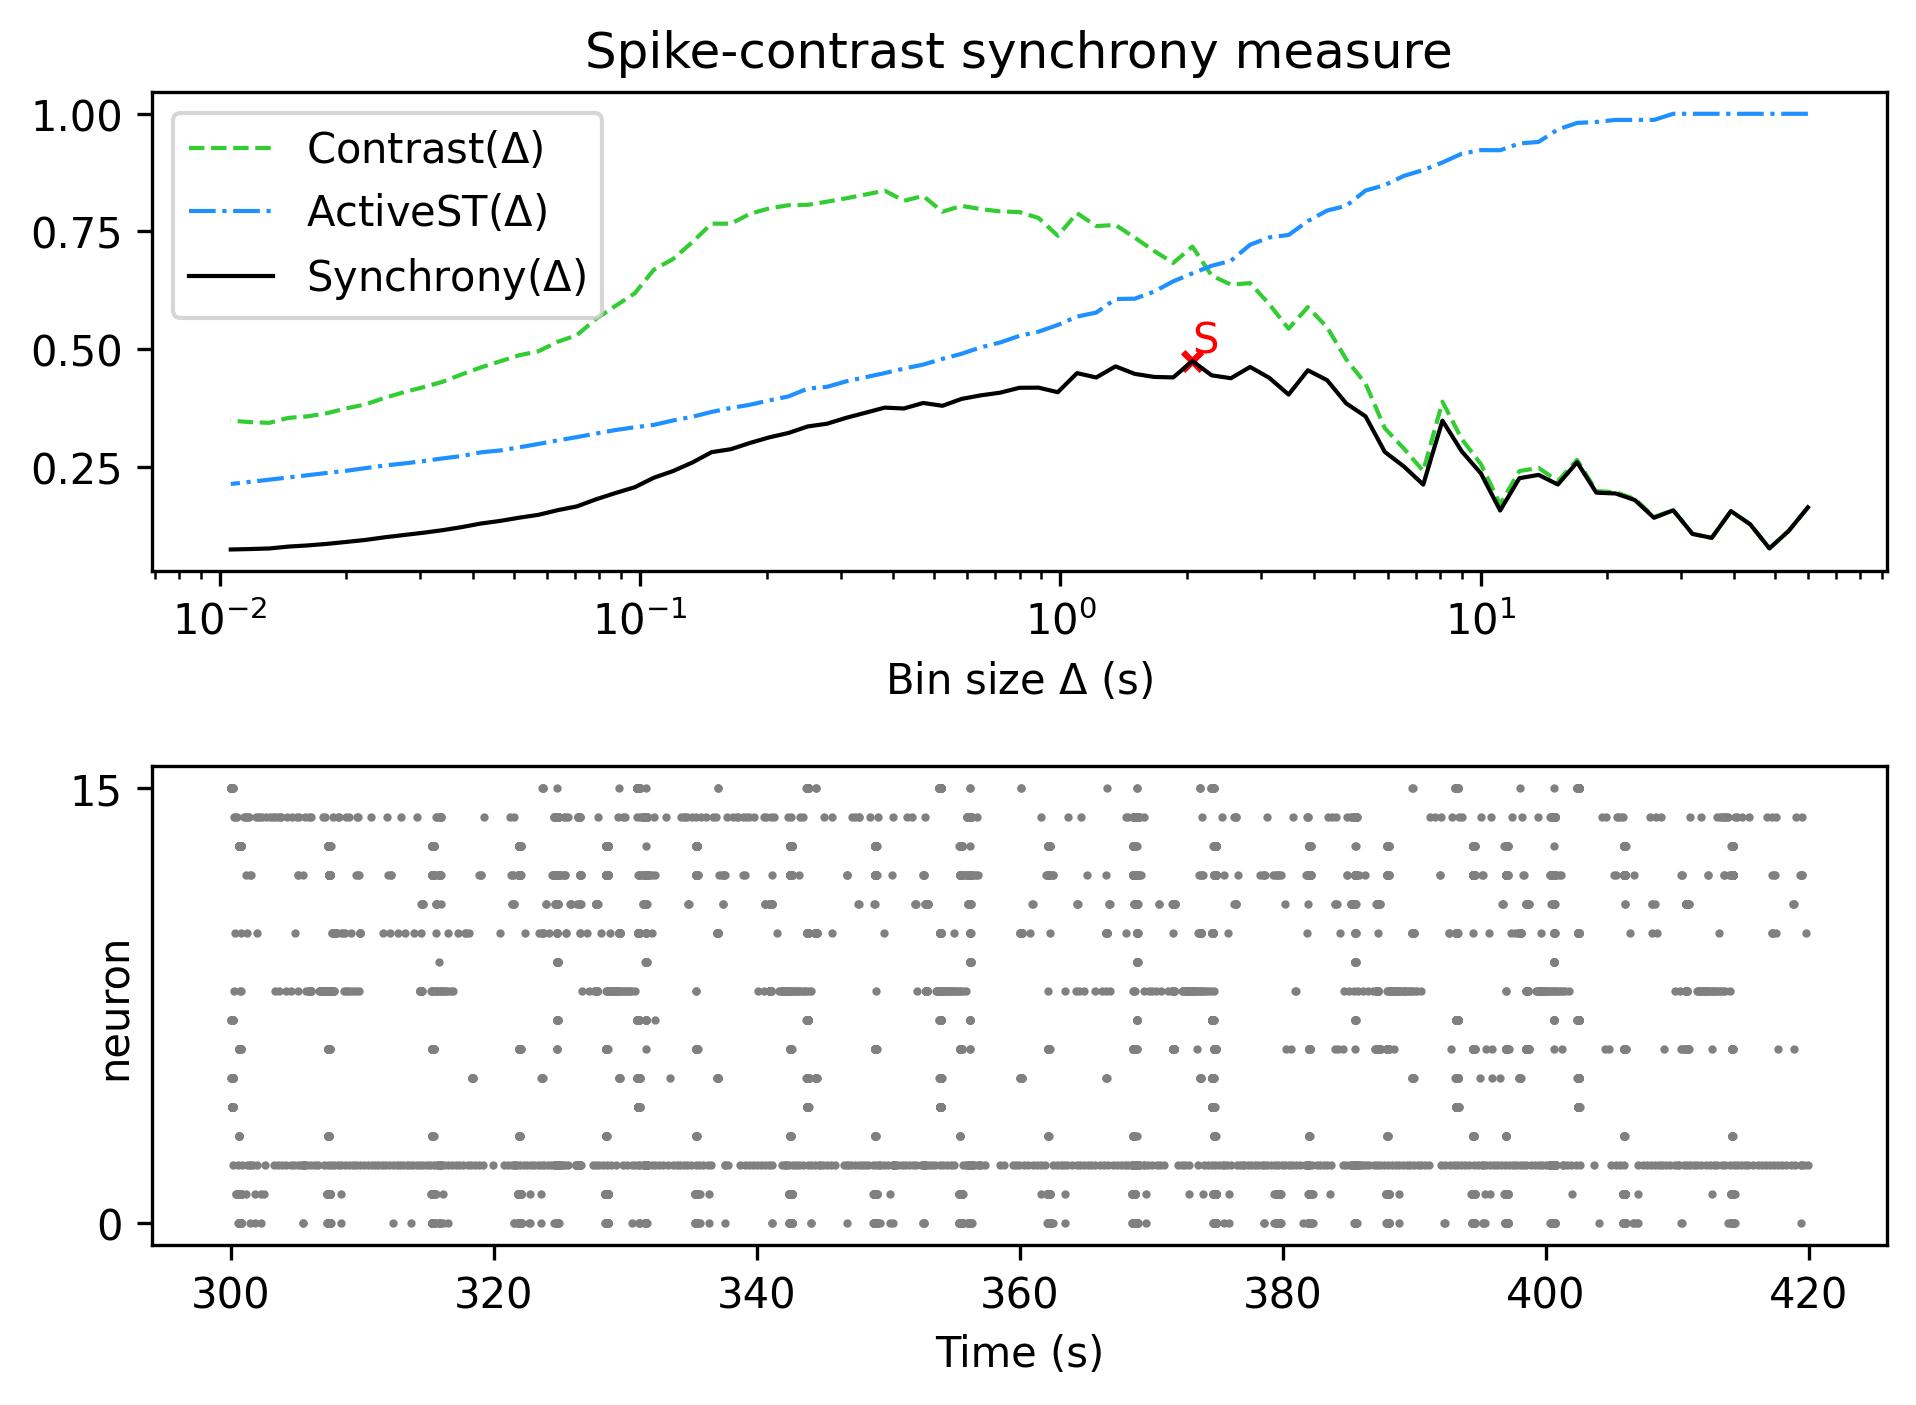 Spike-contrast synchrony measure
1.00
0.75
0.50
0.25
Contrast(Δ)
ActiveST(Δ)
Synchrony(Δ)
S
10⁻² 10⁻¹ 10⁰ 10¹
Bin size Δ (s)
15
0
neuron
300 320 340 360 380 400 420
Time (s)